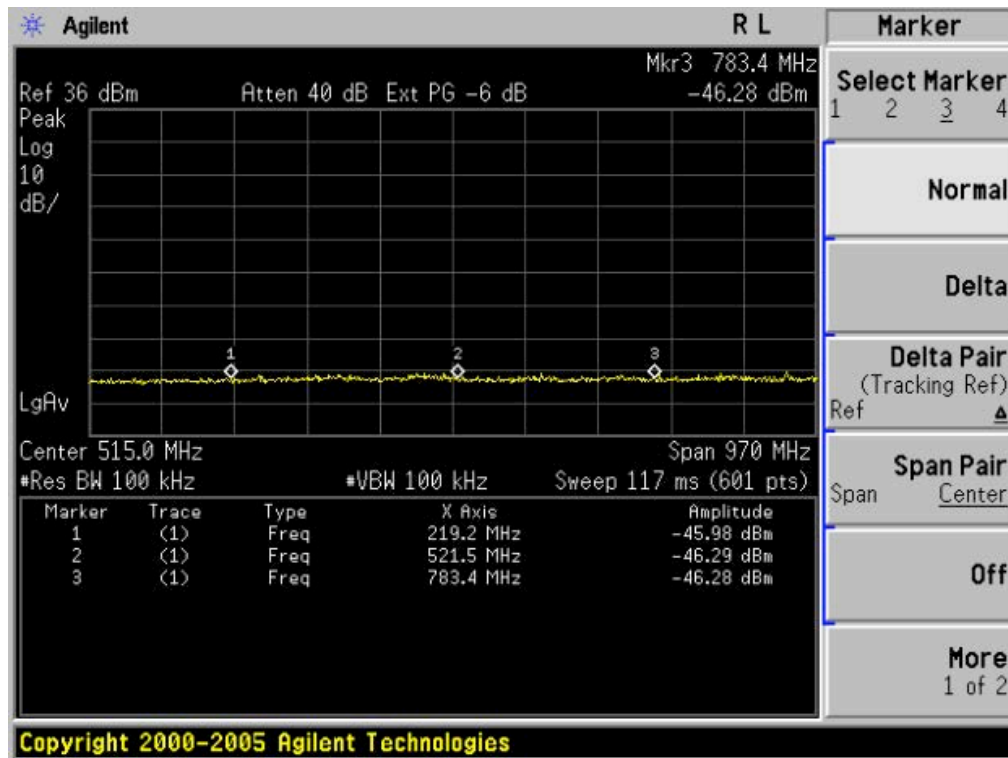 Agilent R L
Mkr3 783.4 MHz
Ref 36 dBm Atten 40 dB Ext PG -6 dB -46.28 dBm
Peak
Log
10
dB/
1 2 3
LgAv
Center 515.0 MHz Span 970 MHz
#Res BW 100 kHz #VBW 100 kHz Sweep 117 ms (601 pts)
Marker Trace Type X Axis Amplitude
1 (1) Freq 219.2 MHz -45.98 dBm
2 (1) Freq 521.5 MHz -46.29 dBm
3 (1) Freq 783.4 MHz -46.28 dBm
Marker
Select Marker
1 2 3 4
Normal
Delta
Delta Pair
(Tracking Ref)
Ref Δ
Span Pair
Span Center
Off
More
1 of 2
Copyright 2000-2005 Agilent Technologies